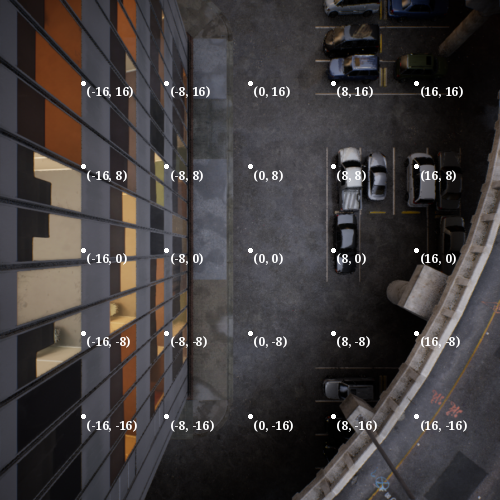 (-16, 16) (-8, 16) (0, 16) (8, 16) (16, 16)
(-16, 8) (-8, 8) (0, 8) (8, 8) (16, 8)
(-16, 0) (-8, 0) (0, 0) (8, 0) (16, 0)
(-16, -8) (-8, -8) (0, -8) (8, -8) (16, -8)
(-16, -16) (-8, -16) (0, -16) (8, -16) (16, -16)